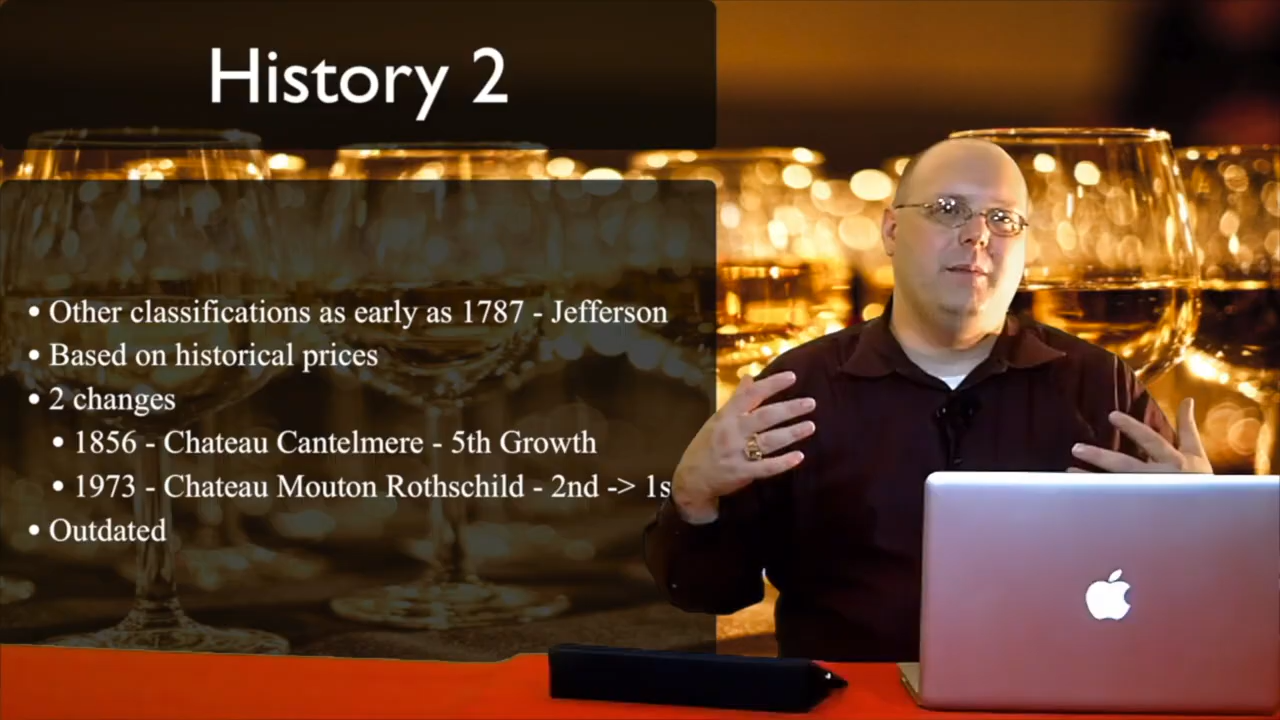 History 2
• Other classifications as early as 1787 - Jefferson
• Based on historical prices
• 2 changes
• 1856 - Chateau Cantelmere - 5th Growth
• 1973 - Chateau Mouton Rothschild - 2nd -> 1s
• Outdated